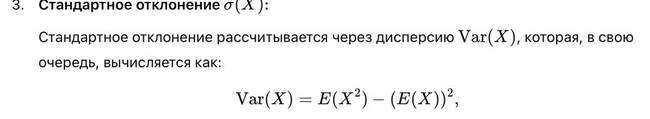 3. Стандартное отклонение σ(X):
Стандартное отклонение рассчитывается через дисперсию Var(X), которая, в свою
очередь, вычисляется как:
Var(X) = E(X²) − (E(X))²,